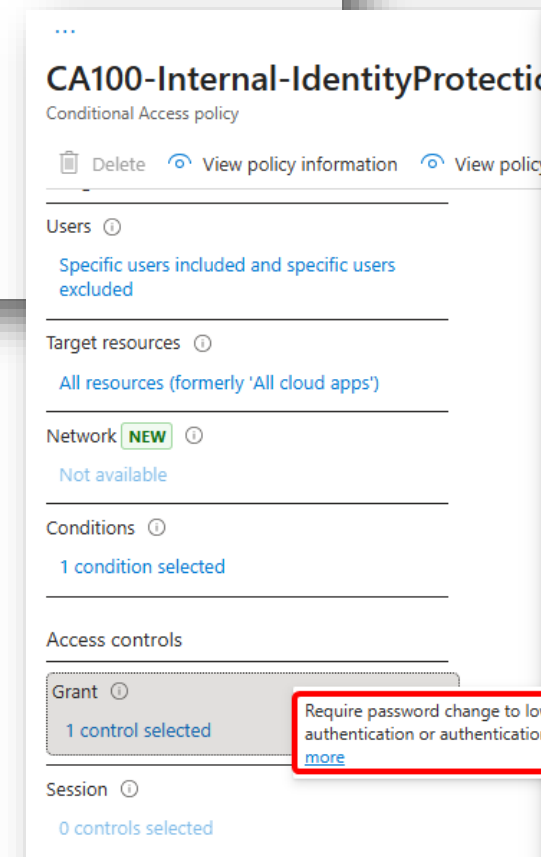 ...
CA100-Internal-IdentityProtectio
Conditional Access policy
Delete View policy information View policy
Users
Specific users included and specific users
excluded
Target resources
All resources (formerly 'All cloud apps')
Network NEW
Not available
Conditions
1 condition selected
Access controls
Grant
1 control selected
Require password change to lo
authentication or authentication
more
Session
0 controls selected